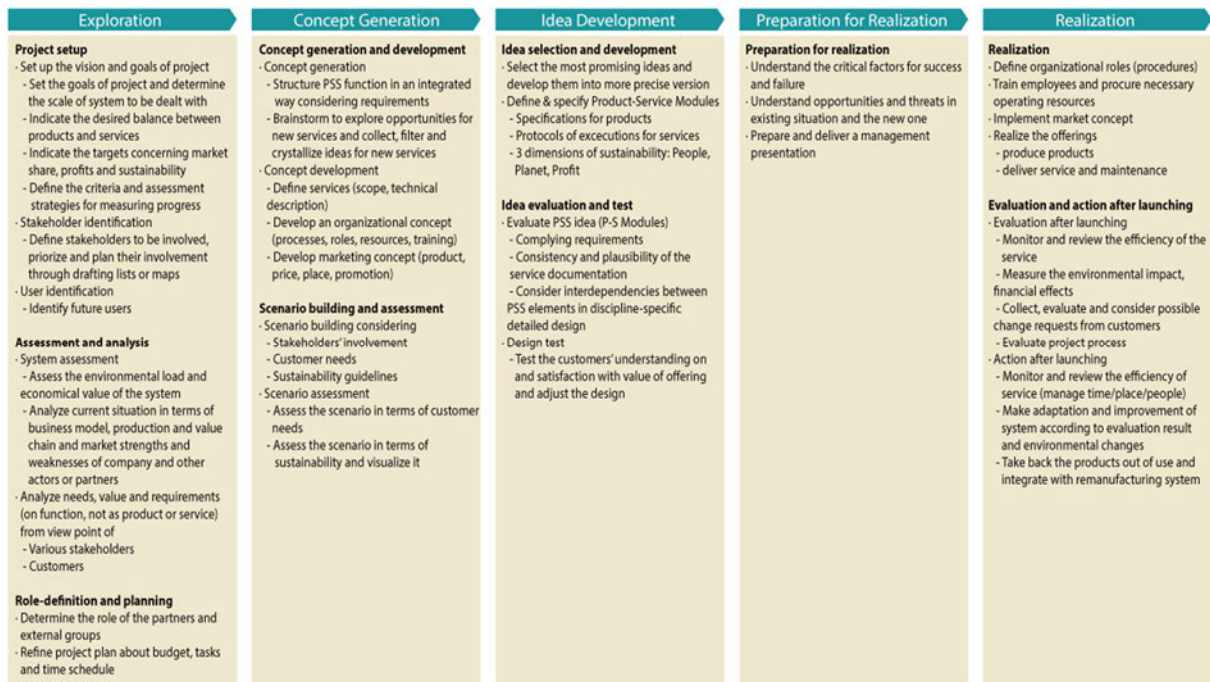 Exploration
Project setup
· Set up the vision and goals of project
- Set the goals of project and determine
the scale of system to be dealt with
- Indicate the desired balance between
products and services
- Indicate the targets concerning market
share, profits and sustainability
- Define the criteria and assessment
strategies for measuring progress
· Stakeholder identification
- Define stakeholders to be involved,
priorize and plan their involvement
through drafting lists or maps
· User identification
- Identify future users
Assessment and analysis
· System assessment
- Assess the environmental load and
economical value of the system
- Analyze current situation in terms of
business model, production and value
chain and market strengths and
weaknesses of company and other
actors or partners
· Analyze needs, value and requirements
(on function, not as product or service)
from view point of
- Various stakeholders
- Customers
Role-definition and planning
· Determine the role of the partners and
external groups
· Refine project plan about budget, tasks
and time schedule
Concept Generation
Concept generation and development
· Concept generation
- Structure PSS function in an integrated
way considering requirements
- Brainstorm to explore opportunities for
new services and collect, filter and
crystallize ideas for new services
· Concept development
- Define services (scope, technical
description)
- Develop an organizational concept
(processes, roles, resources, training)
- Develop marketing concept (product,
price, place, promotion)
Scenario building and assessment
· Scenario building considering
- Stakeholders' involvement
- Customer needs
- Sustainability guidelines
· Scenario assessment
- Assess the scenario in terms of customer
needs
- Assess the scenario in terms of
sustainability and visualize it
Idea Development
Idea selection and development
· Select the most promising ideas and
develop them into more precise version
· Define & specify Product-Service Modules
- Specifications for products
- Protocols of excecutions for services
- 3 dimensions of sustainability: People,
Planet, Profit
Idea evaluation and test
· Evaluate PSS idea (P-S Modules)
- Complying requirements
- Consistency and plausibility of the
service documentation
- Consider interdependencies between
PSS elements in discipline-specific
detailed design
· Design test
- Test the customers' understanding on
and satisfaction with value of offering
and adjust the design
Preparation for Realization
Preparation for realization
· Understand the critical factors for success
and failure
· Understand opportunities and threats in
existing situation and the new one
· Prepare and deliver a management
presentation
Realization
Realization
· Define organizational roles (procedures)
· Train employees and procure necessary
operating resources
· Implement market concept
· Realize the offerings
- produce products
- deliver service and maintenance
Evaluation and action after launching
· Evaluation after launching
- Monitor and review the efficiency of the
service
- Measure the environmental impact,
financial effects
- Collect, evaluate and consider possible
change requests from customers
- Evaluate project process
· Action after launching
- Monitor and review the efficiency of
service (manage time/place/people)
- Make adaptation and improvement of
system according to evaluation result
and environmental changes
- Take back the products out of use and
integrate with remanufacturing system